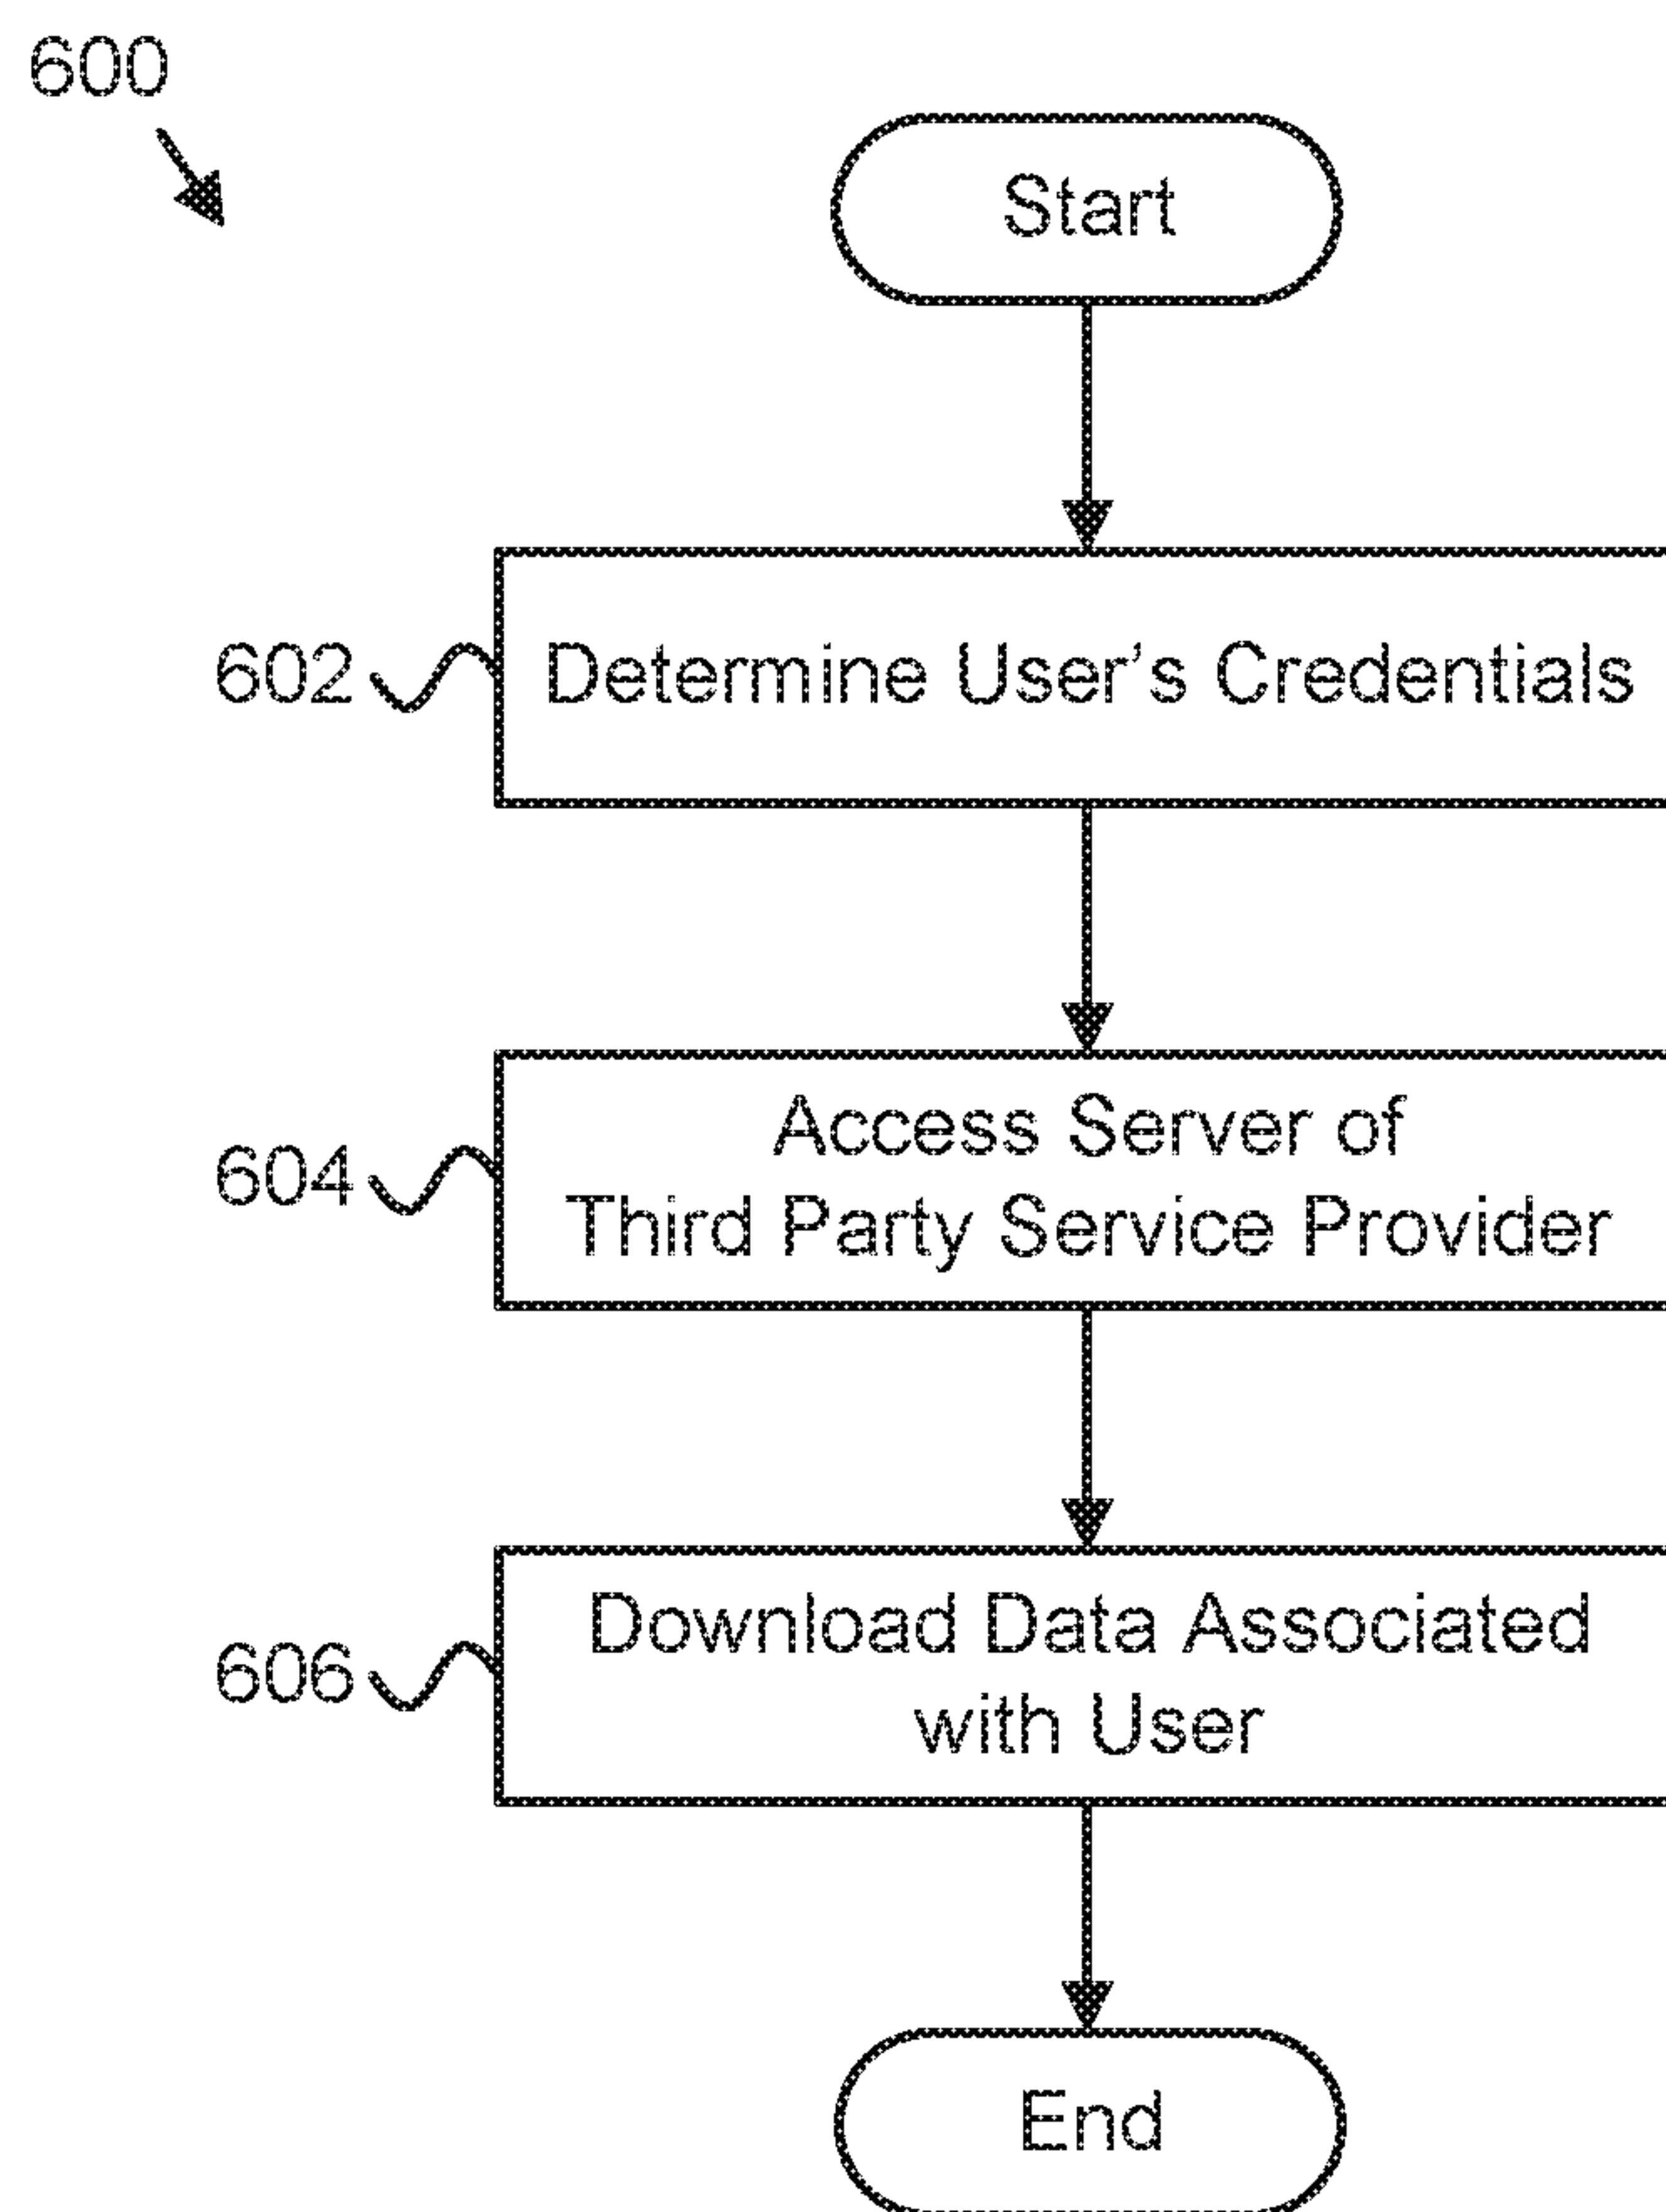 600
Start
602 Determine User's Credentials
604 Access Server of
Third Party Service Provider
606 Download Data Associated
with User
End